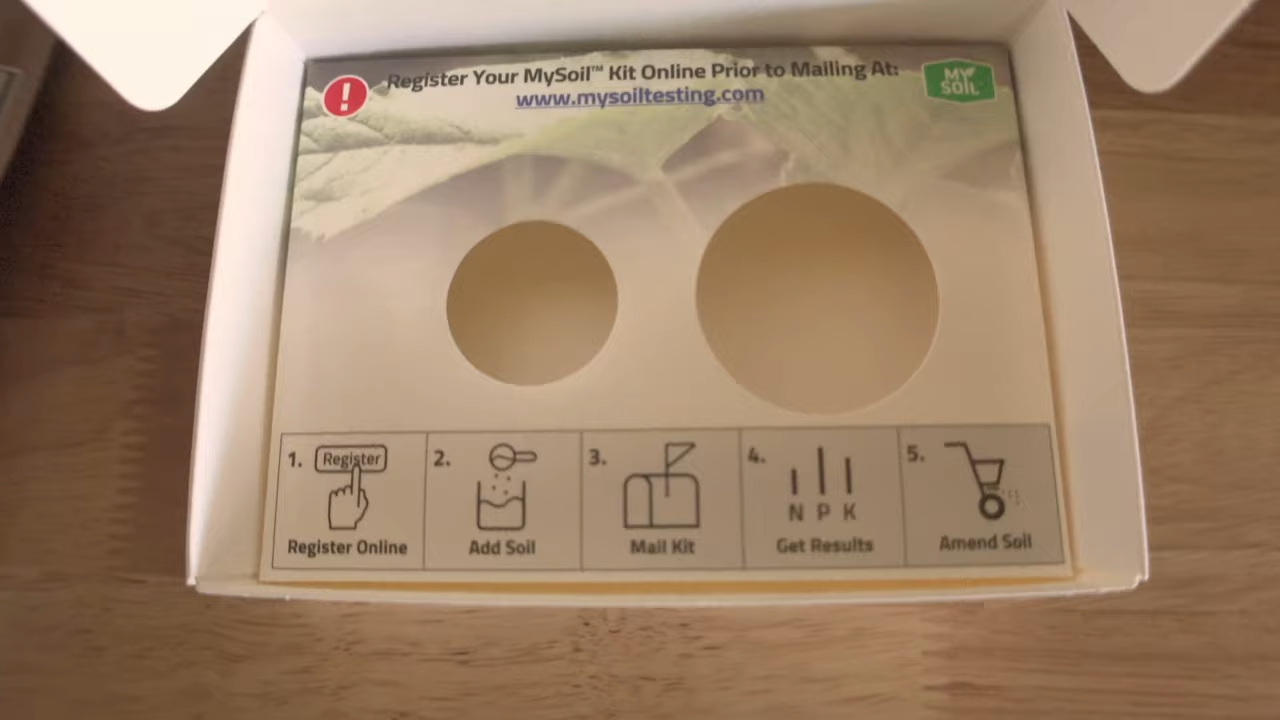 Register Your MySoil™ Kit Online Prior to Mailing At:
www.mysoiltesting.com
!
MY
SOIL
1. Register
Register Online
2.
Add Soil
3.
Mail Kit
4.
N P K
Get Results
5.
Amend Soil